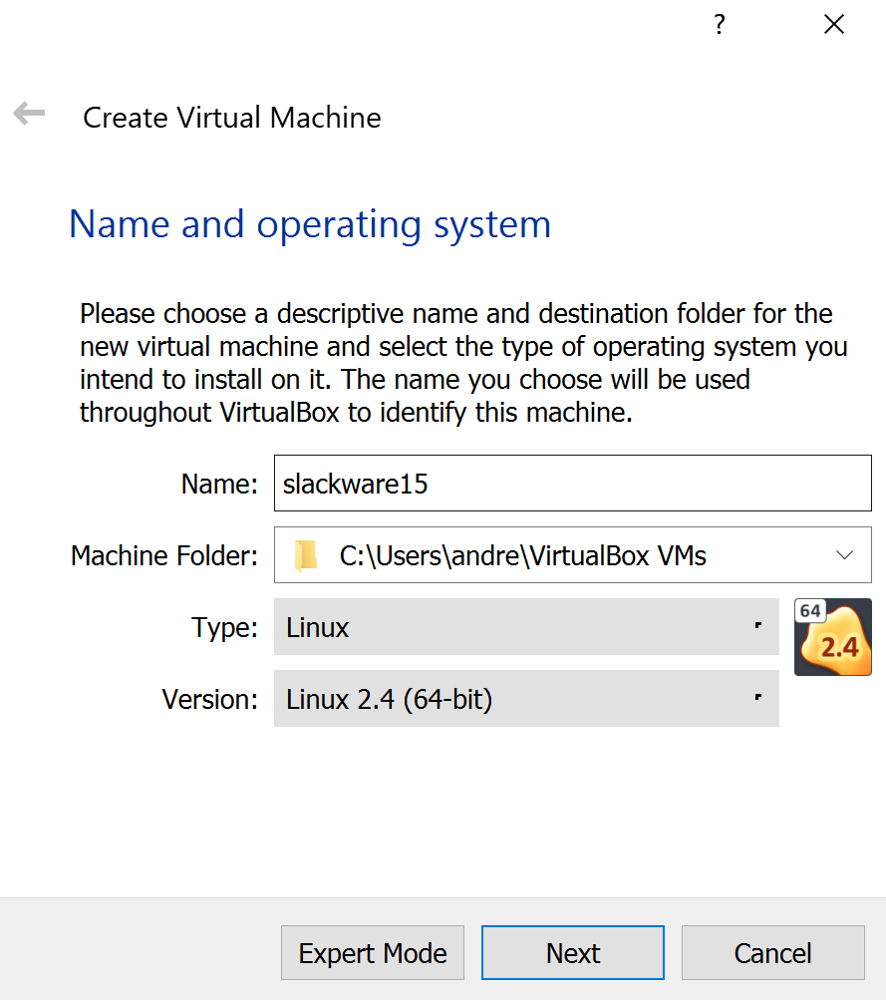 ?
Create Virtual Machine
Name and operating system
Please choose a descriptive name and destination folder for the
new virtual machine and select the type of operating system you
intend to install on it. The name you choose will be used
throughout VirtualBox to identify this machine.
Name: slackware15
Machine Folder: C:\Users\andre\VirtualBox VMs
Type: Linux
64
2.4
Version: Linux 2.4 (64-bit)
Expert Mode Next Cancel